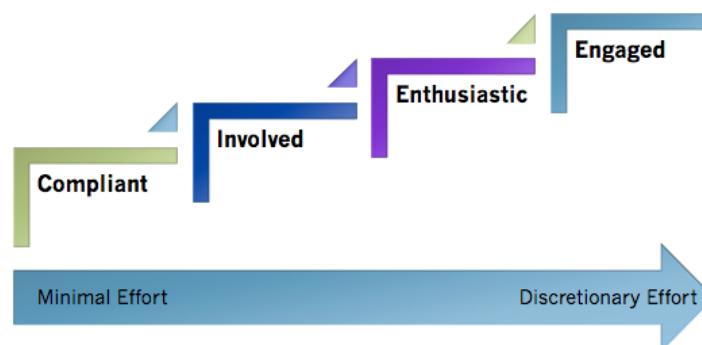 Engaged
Enthusiastic
Involved
Compliant
Minimal Effort
Discretionary Effort